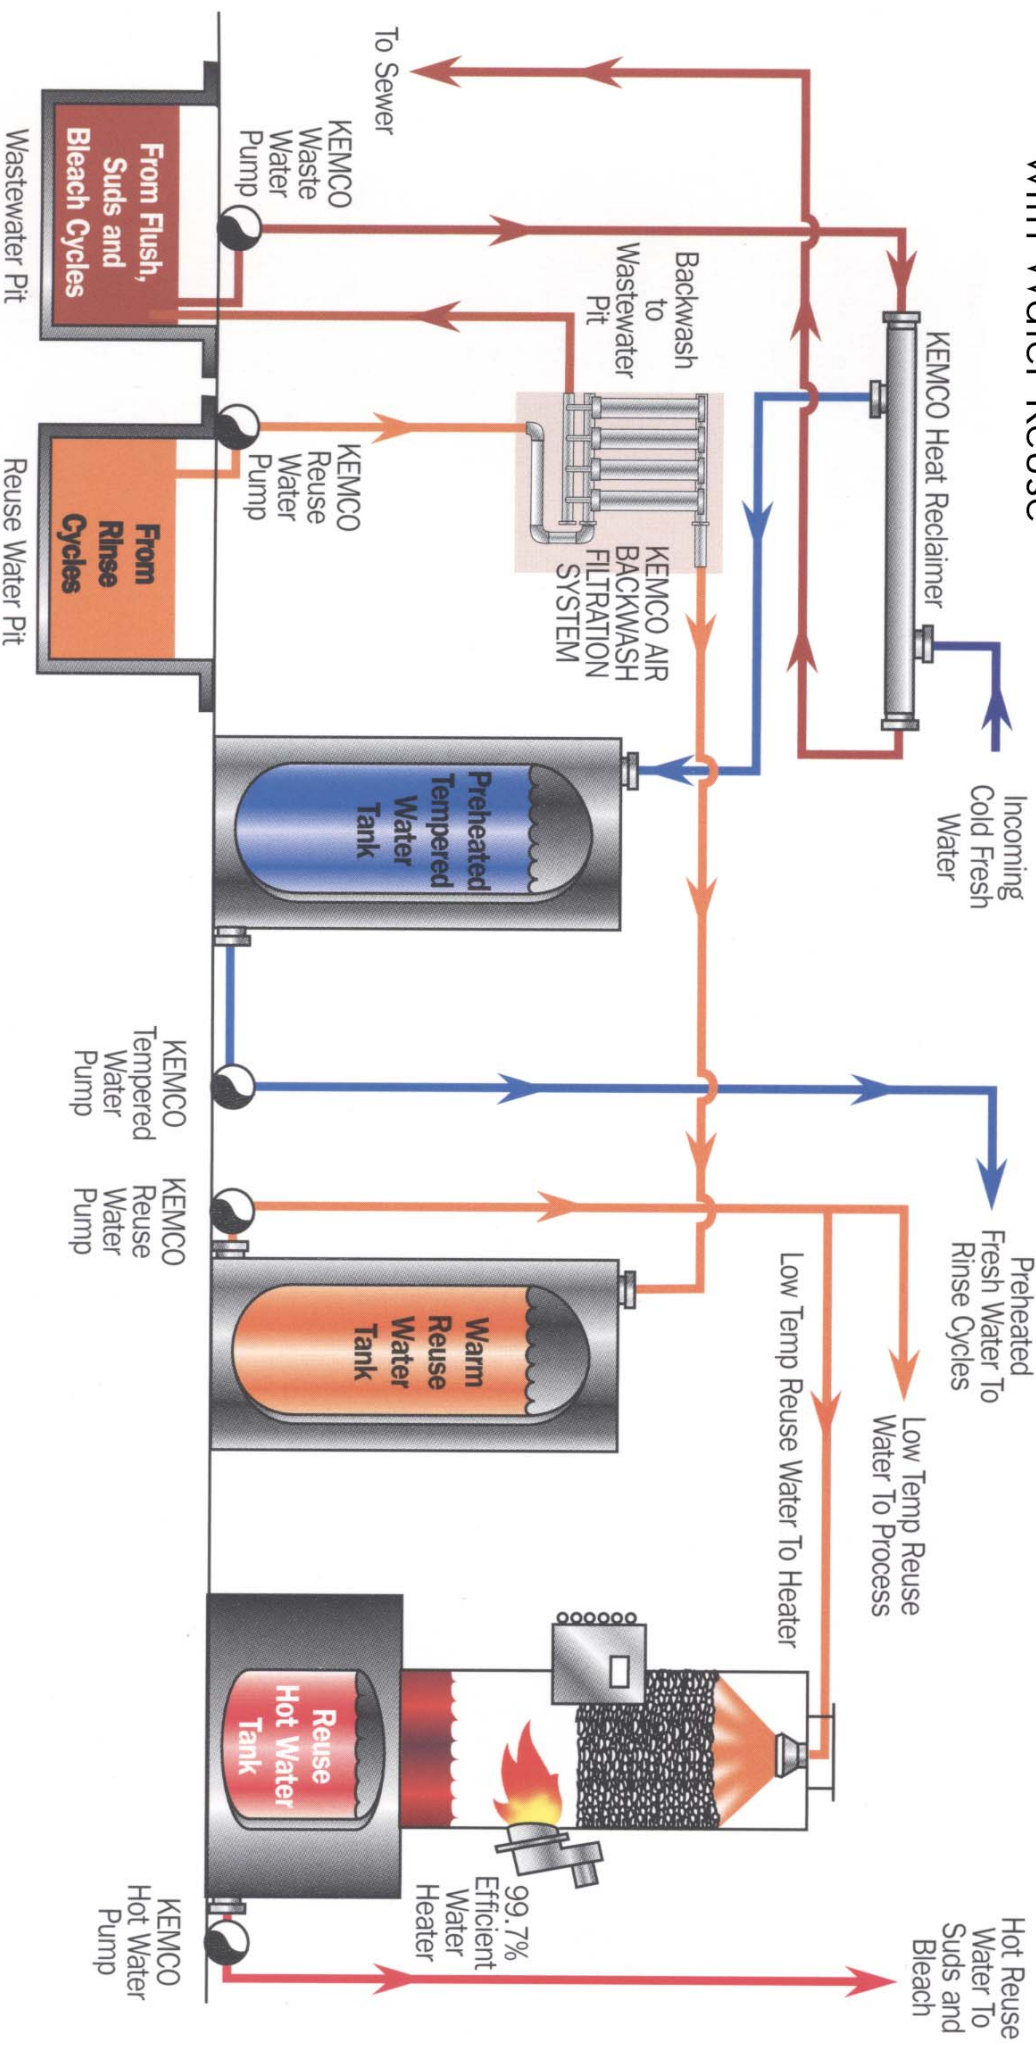 With Water Reuse
Incoming
Cold Fresh
Water
Preheated
Fresh Water To
Rinse Cycles
Low Temp Reuse
Water To Process
Hot Reuse
Water To
Suds and
Bleach
KEMCO Heat Reclaimer
Low Temp Reuse Water To Heater
To Sewer
Backwash
to
Wastewater
Pit
KEMCO AIR
BACKWASH
FILTRATION
SYSTEM
KEMCO
Waste
Water
Pump
KEMCO
Reuse
Water
Pump
Preheated
Tempered
Water
Tank
Warm
Reuse
Water
Tank
99.7%
Efficient
Water
Heater
Reuse
Hot Water
Tank
From Flush,
Suds and
Bleach Cycles
Wastewater Pit
From
Rinse
Cycles
Reuse Water Pit
KEMCO
Tempered
Water
Pump
KEMCO
Reuse
Water
Pump
KEMCO
Hot Water
Pump